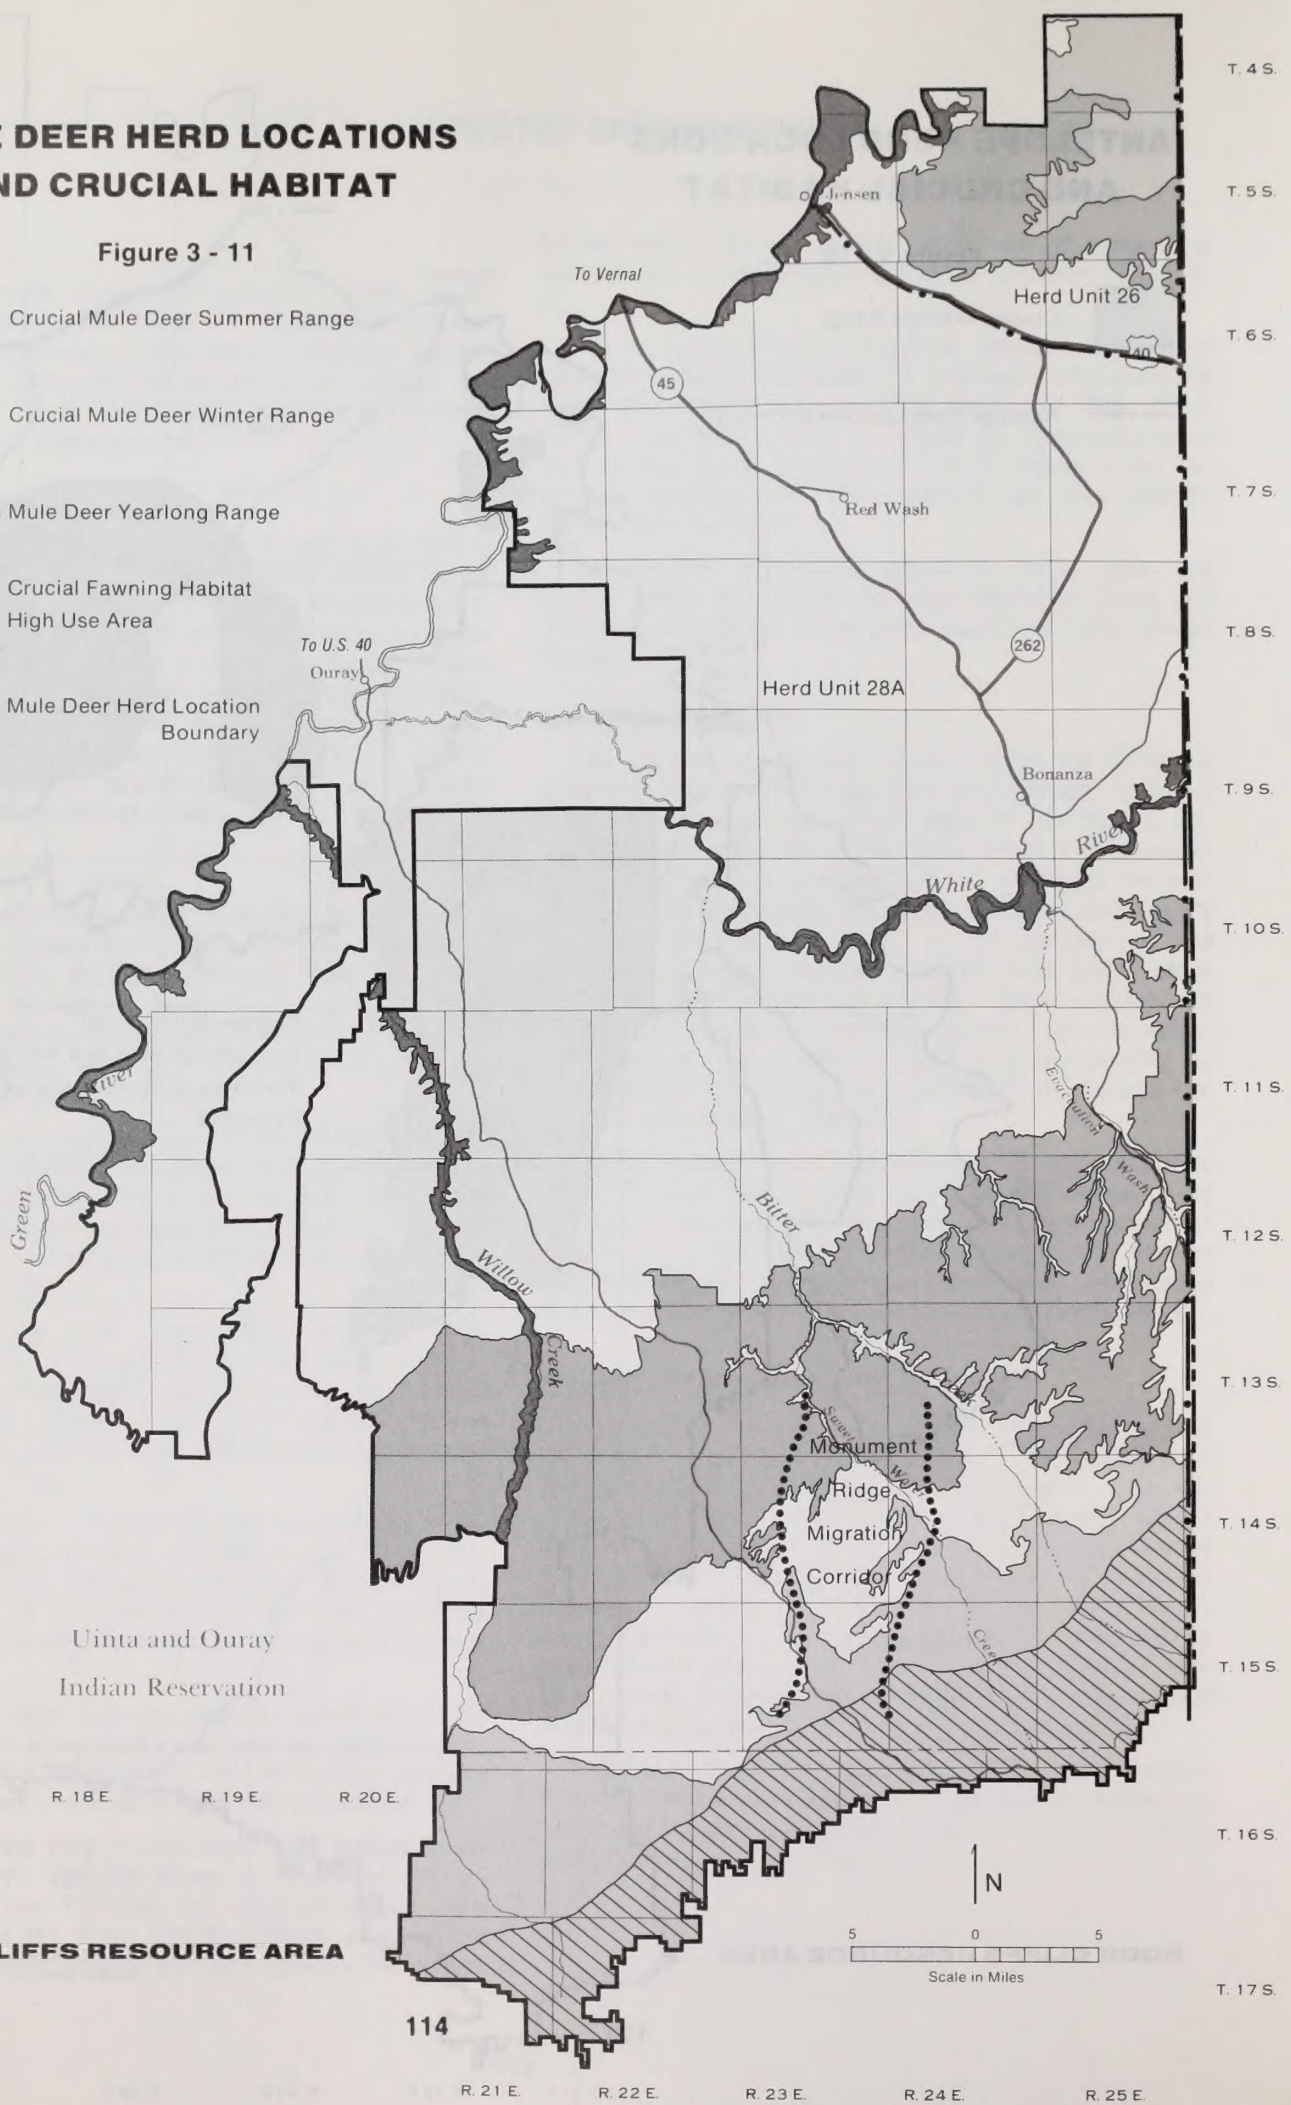 E DEER HERD LOCATIONS
ND CRUCIAL HABITAT
Figure 3 - 11
Crucial Mule Deer Summer Range
Crucial Mule Deer Winter Range
Mule Deer Yearlong Range
Crucial Fawning Habitat
High Use Area
Mule Deer Herd Location
Boundary
T. 4 S.
T. 5 S.
T. 6 S.
T. 7 S.
T. 8 S.
T. 9 S.
T. 10 S.
T. 11 S.
T. 12 S.
T. 13 S.
T. 14 S.
T. 15 S.
T. 16 S.
T. 17 S.
Jensen
To Vernal
Herd Unit 26
40
45
Red Wash
262
To U.S. 40
Ouray
Herd Unit 28A
Bonanza
White
River
Green
River
Evacuation
Wash
Bitter
Creek
Willow
Creek
Sweet
Water
Creek
Monument
Ridge
Migration
Corridor
Uinta and Ouray
Indian Reservation
R. 18 E.
R. 19 E.
R. 20 E.
N
5 0 5
Scale in Miles
LIFFS RESOURCE AREA
114
R. 21 E.
R. 22 E.
R. 23 E.
R. 24 E.
R. 25 E.